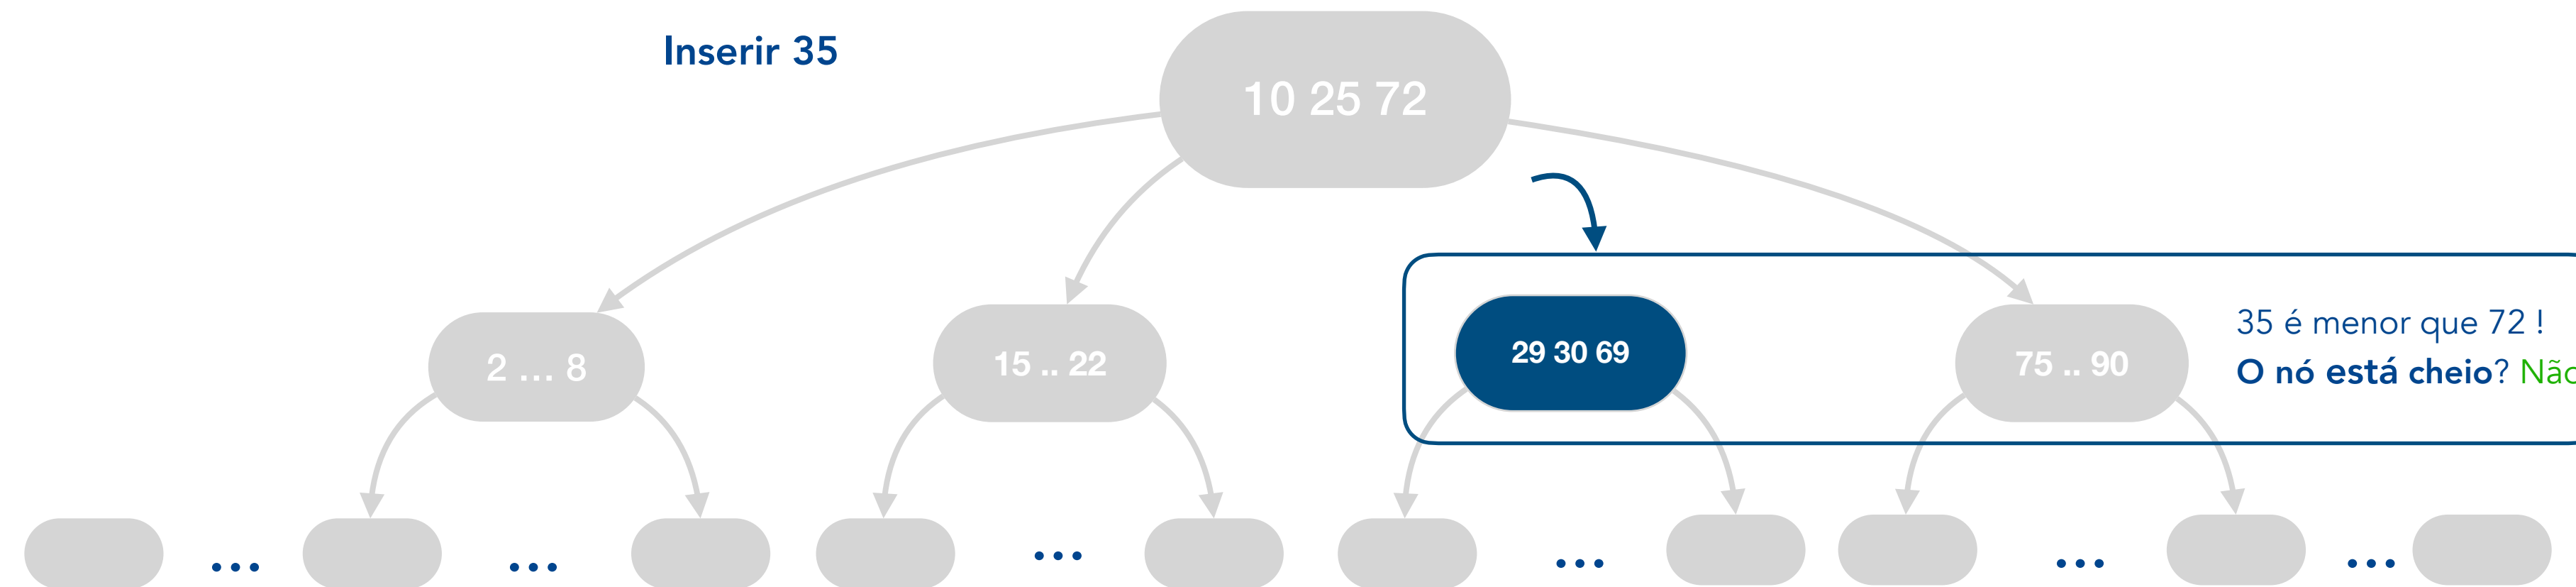 Inserir 35
10 25 72
2 ... 8
15 .. 22
29 30 69
75 .. 90
35 é menor que 72 !
O nó está cheio? Não
... ... ... ... ... ...